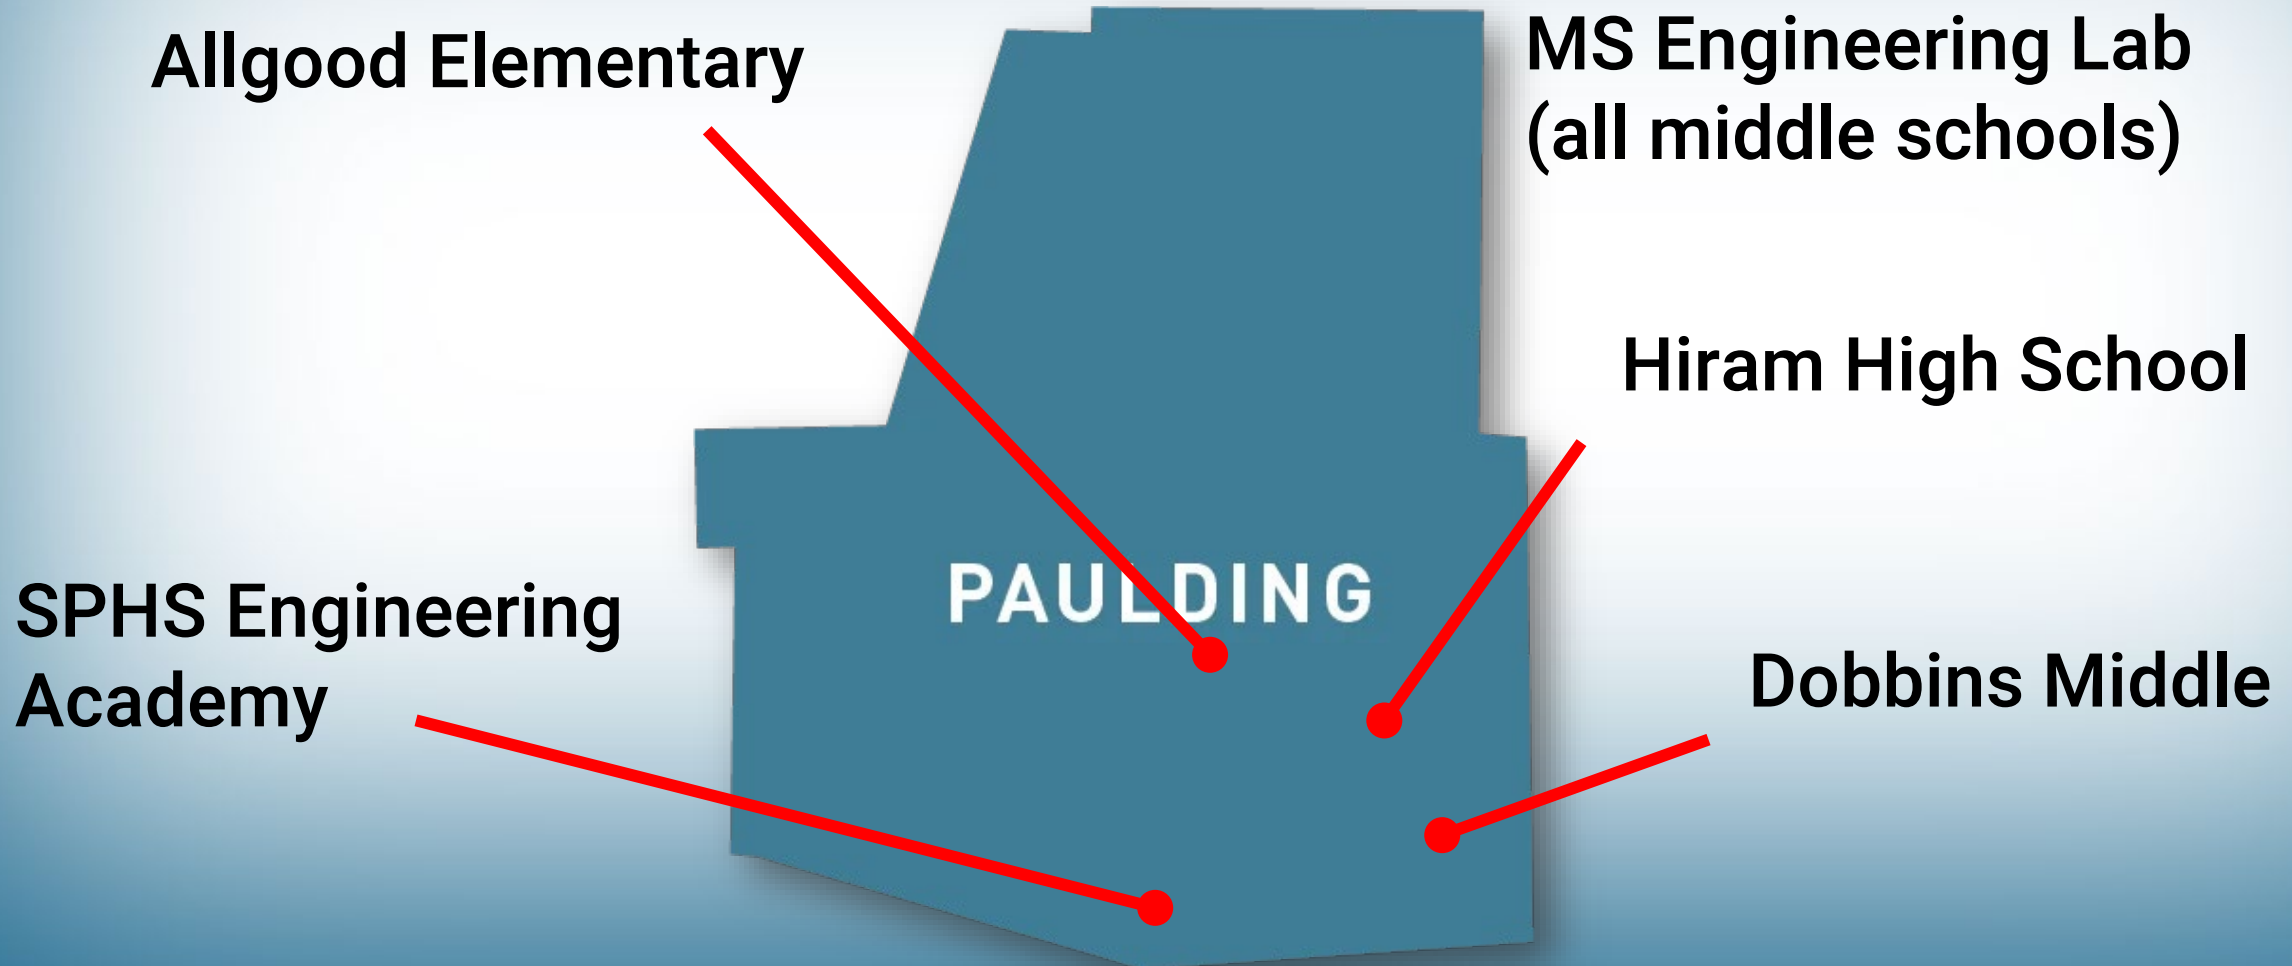 Allgood Elementary
MS Engineering Lab
(all middle schools)
Hiram High School
PAULDING
SPHS Engineering
Academy
Dobbins Middle